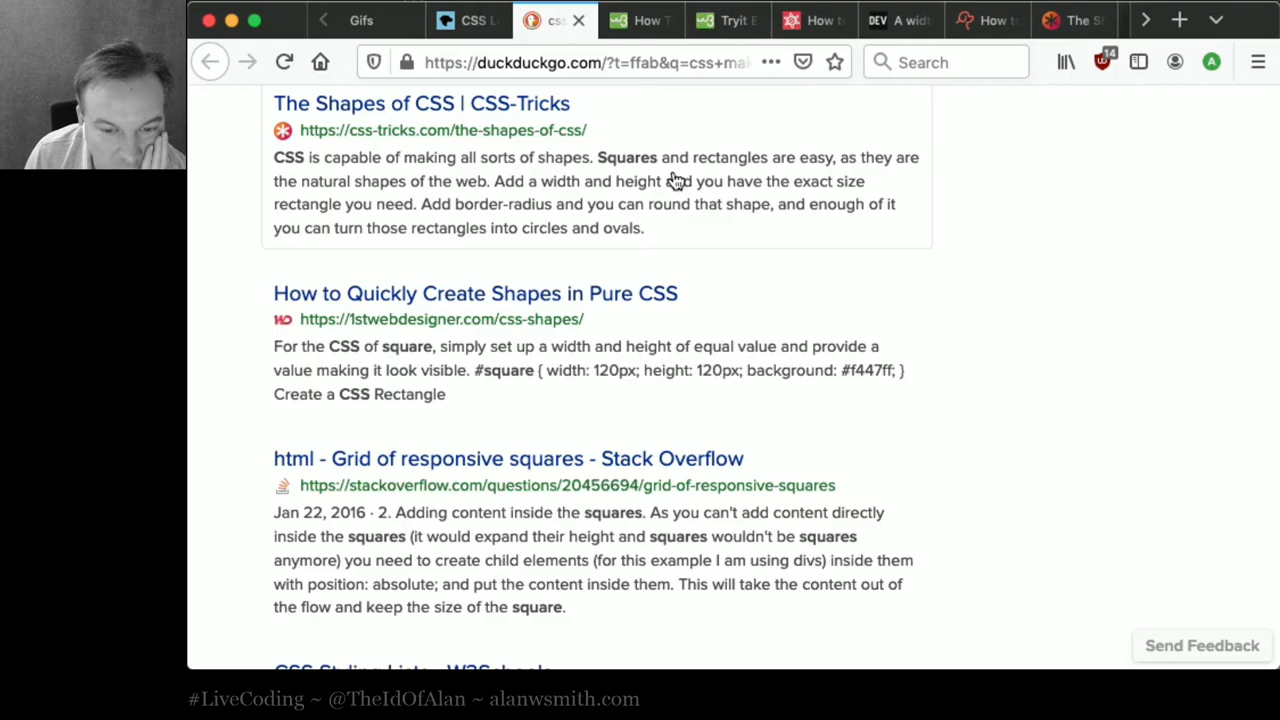 Gifs
CSS L
css
How T
Tryit E
How to
DEV A widt
How to
The S
https://duckduckgo.com/?t=ffab&q=css+mak
Search
14
A
The Shapes of CSS | CSS-Tricks
https://css-tricks.com/the-shapes-of-css/
CSS is capable of making all sorts of shapes. Squares and rectangles are easy, as they are
the natural shapes of the web. Add a width and height and you have the exact size
rectangle you need. Add border-radius and you can round that shape, and enough of it
you can turn those rectangles into circles and ovals.
How to Quickly Create Shapes in Pure CSS
https://1stwebdesigner.com/css-shapes/
For the CSS of square, simply set up a width and height of equal value and provide a
value making it look visible. #square { width: 120px; height: 120px; background: #f447ff; }
Create a CSS Rectangle
html - Grid of responsive squares - Stack Overflow
https://stackoverflow.com/questions/20456694/grid-of-responsive-squares
Jan 22, 2016 · 2. Adding content inside the squares. As you can't add content directly
inside the squares (it would expand their height and squares wouldn't be squares
anymore) you need to create child elements (for this example I am using divs) inside them
with position: absolute; and put the content inside them. This will take the content out of
the flow and keep the size of the square.
CSS Styling Lists - W3Schools
Send Feedback
#LiveCoding ~ @TheIdOfAlan ~ alanwsmith.com